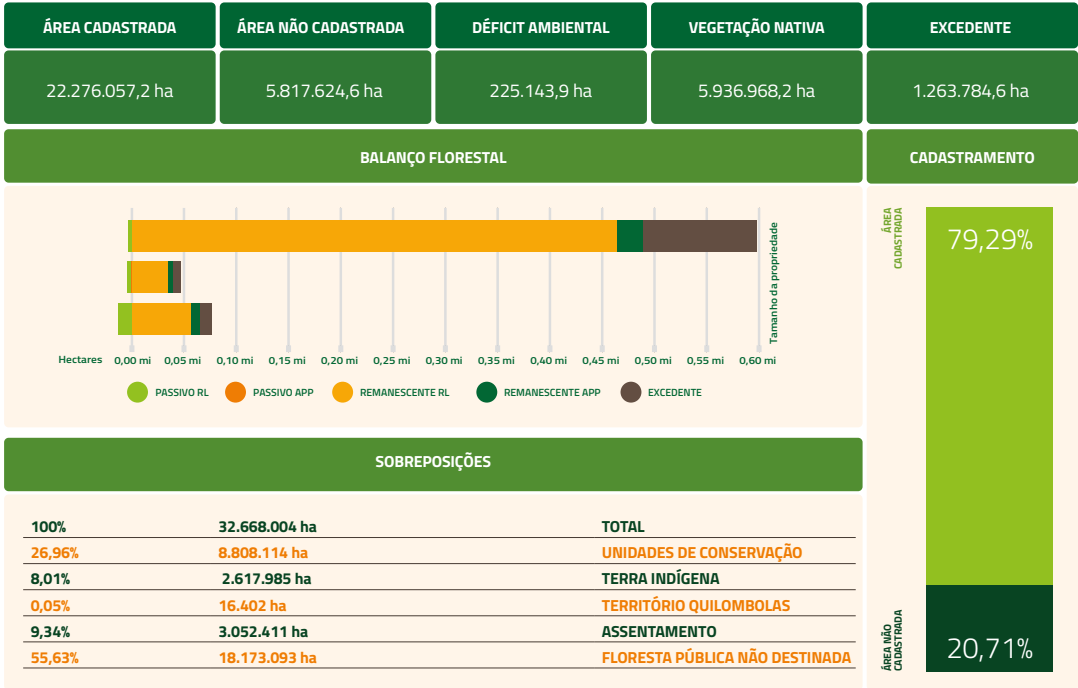 ÁREA CADASTRADA
ÁREA NÃO CADASTRADA
DÉFICIT AMBIENTAL
VEGETAÇÃO NATIVA
EXCEDENTE
22.276.057,2 ha
5.817.624,6 ha
225.143,9 ha
5.936.968,2 ha
1.263.784,6 ha
BALANÇO FLORESTAL
CADASTRAMENTO
Tamanho da propriedade
Hectares 0,00 mi 0,05 mi 0,10 mi 0,15 mi 0,20 mi 0,25 mi 0,30 mi 0,35 mi 0,40 mi 0,45 mi 0,50 mi 0,55 mi 0,60 mi
PASSIVO RL PASSIVO APP REMANESCENTE RL REMANESCENTE APP EXCEDENTE
ÁREA
CADASTRADA
79,29%
ÁREA NÃO
CADASTRADA
20,71%
SOBREPOSIÇÕES
100% 32.668.004 ha TOTAL
26,96% 8.808.114 ha UNIDADES DE CONSERVAÇÃO
8,01% 2.617.985 ha TERRA INDÍGENA
0,05% 16.402 ha TERRITÓRIO QUILOMBOLAS
9,34% 3.052.411 ha ASSENTAMENTO
55,63% 18.173.093 ha FLORESTA PÚBLICA NÃO DESTINADA